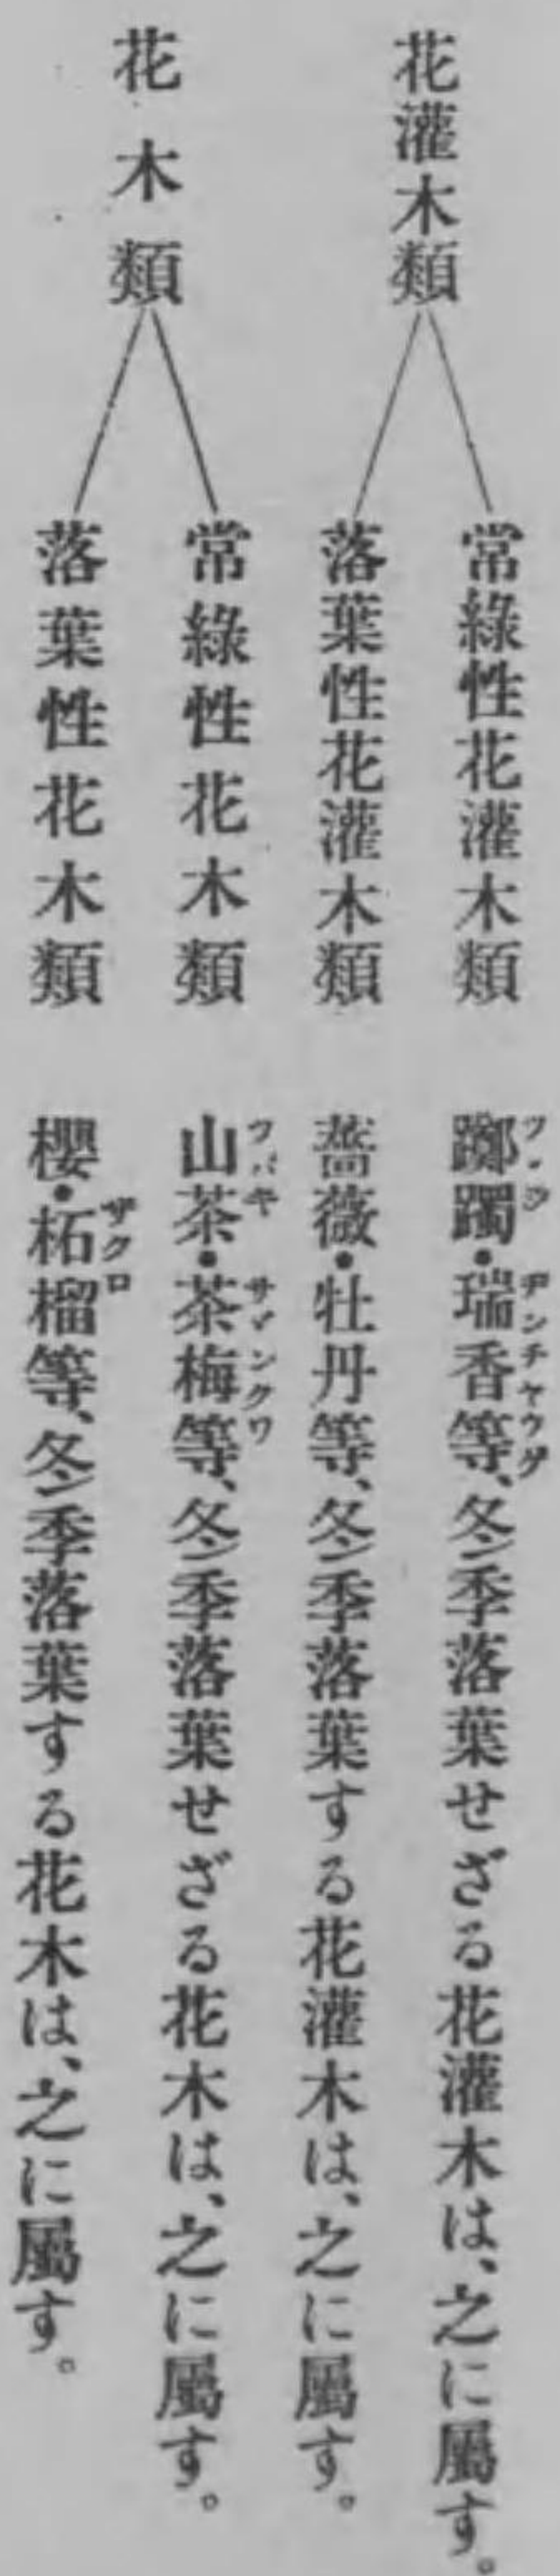 花灌木類
常綠性花灌木類
躑躅・瑞香等、冬季落葉せざる花灌木は、之に屬す。
落葉性花灌木類
薔薇・牡丹等、冬季落葉する花灌木は、之に屬す。
花木類
常綠性花木類
山茶・茶梅等、冬季落葉せざる花木は、之に屬す。
落葉性花木類
櫻・柘榴等、冬季落葉する花木は、之に屬す。
ザクロ